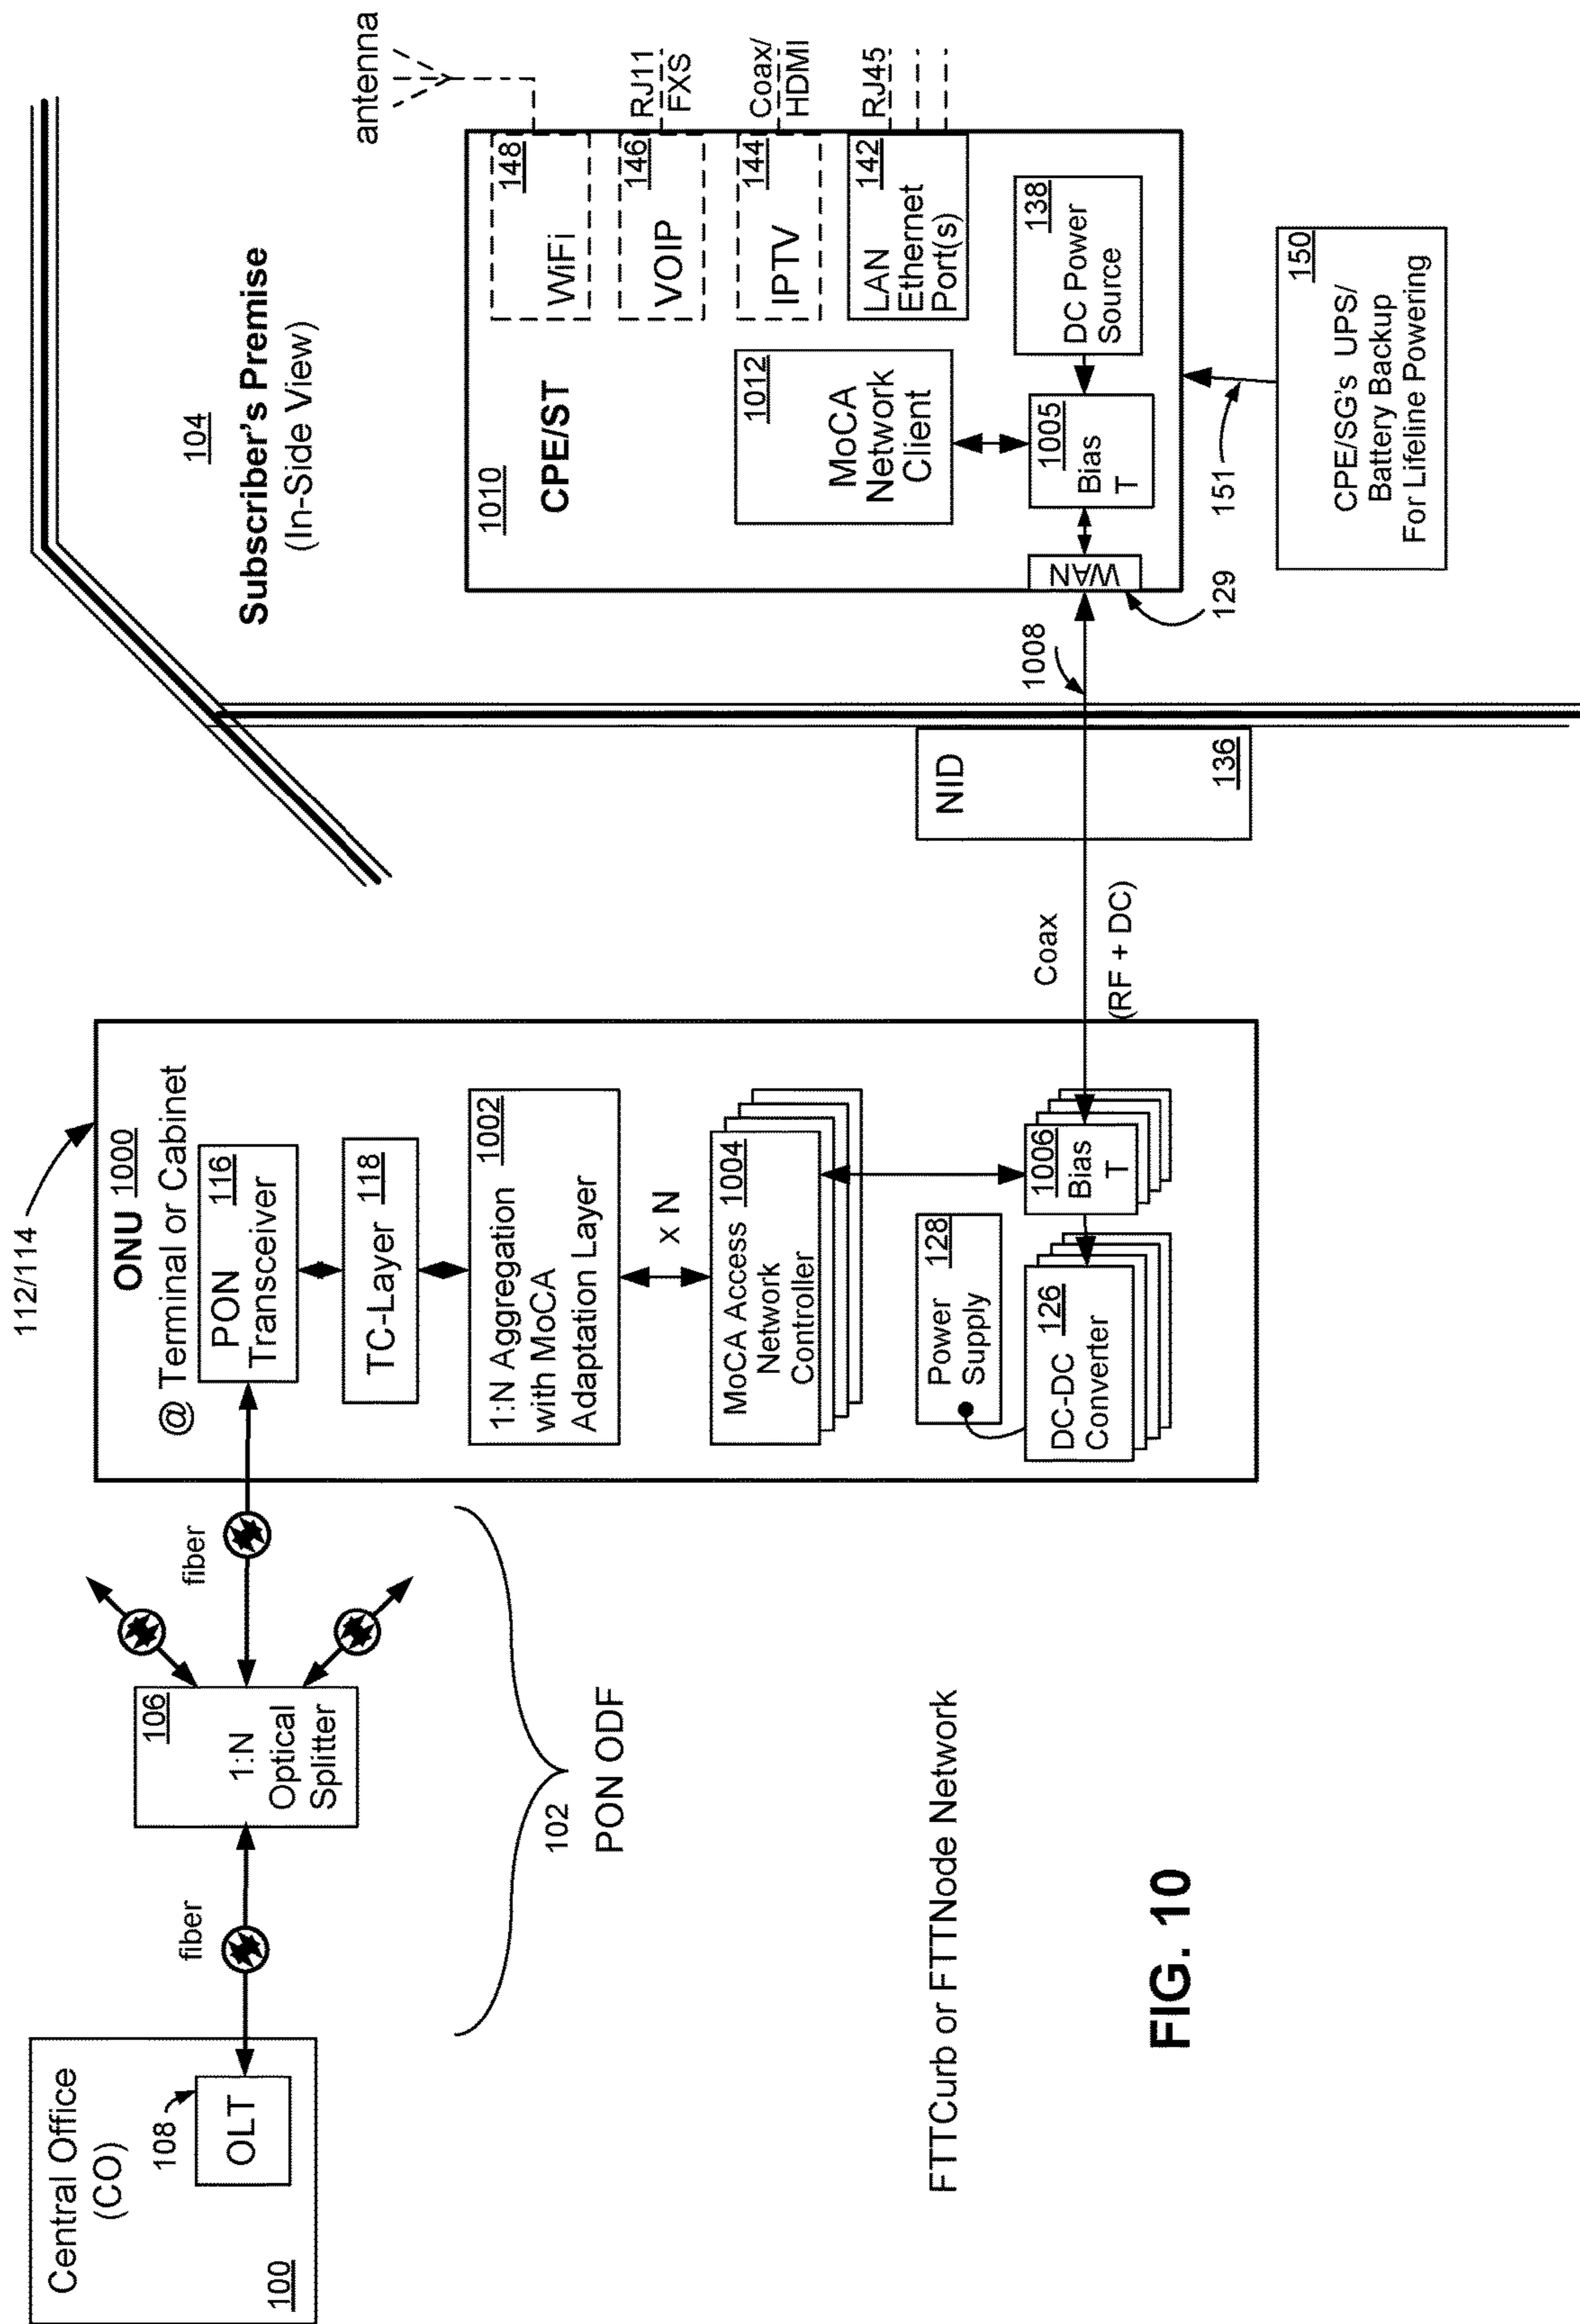 Central Office
(CO)
108
OLT
100
fiber
106
1:N
Optical
Splitter
fiber
102
PON ODF
112/114
ONU 1000
@ Terminal or Cabinet
PON 116
Transceiver
TC-Layer 118
1:N Aggregation 1002
with MoCA
Adaptation Layer
x N
MoCA Access 1004
Network
Controller
Power 128
Supply
1006
Bias
T
DC-DC 126
Converter
Coax
(RF + DC)
NID
136
104
Subscriber's Premise
(In-Side View)
1008
129
1010
CPE/ST
WAN
1012
MoCA
Network
Client
1005
Bias
T
138
DC Power
Source
148
WiFi
146
VOIP
144
IPTV
142
LAN
Ethernet
Port(s)
antenna
RJ11
FXS
Coax/
HDMI
RJ45
151
150
CPE/SG's UPS/
Battery Backup
For Lifeline Powering
FTTCurb or FTTNode Network
FIG. 10